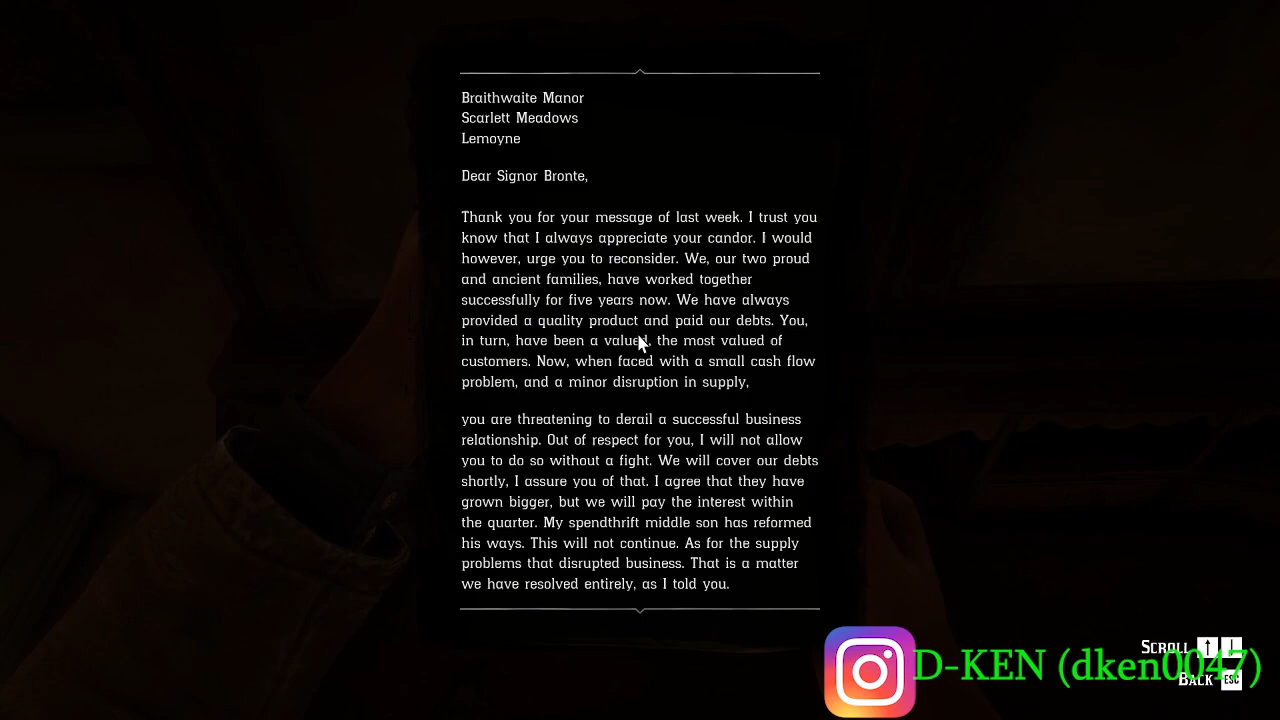 Braithwaite Manor
Scarlett Meadows
Lemoyne
Dear Signor Bronte,
Thank you for your message of last week. I trust you
know that I always appreciate your candor. I would
however, urge you to reconsider. We, our two proud
and ancient families, have worked together
successfully for five years now. We have always
provided a quality product and paid our debts. You,
in turn, have been a valued, the most valued of
customers. Now, when faced with a small cash flow
problem, and a minor disruption in supply,
you are threatening to derail a successful business
relationship. Out of respect for you, I will not allow
you to do so without a fight. We will cover our debts
shortly, I assure you of that. I agree that they have
grown bigger, but we will pay the interest within
the quarter. My spendthrift middle son has reformed
his ways. This will not continue. As for the supply
problems that disrupted business. That is a matter
we have resolved entirely, as I told you.
Scroll ↑ ↓
D-KEN (dken0047)
Back ESC